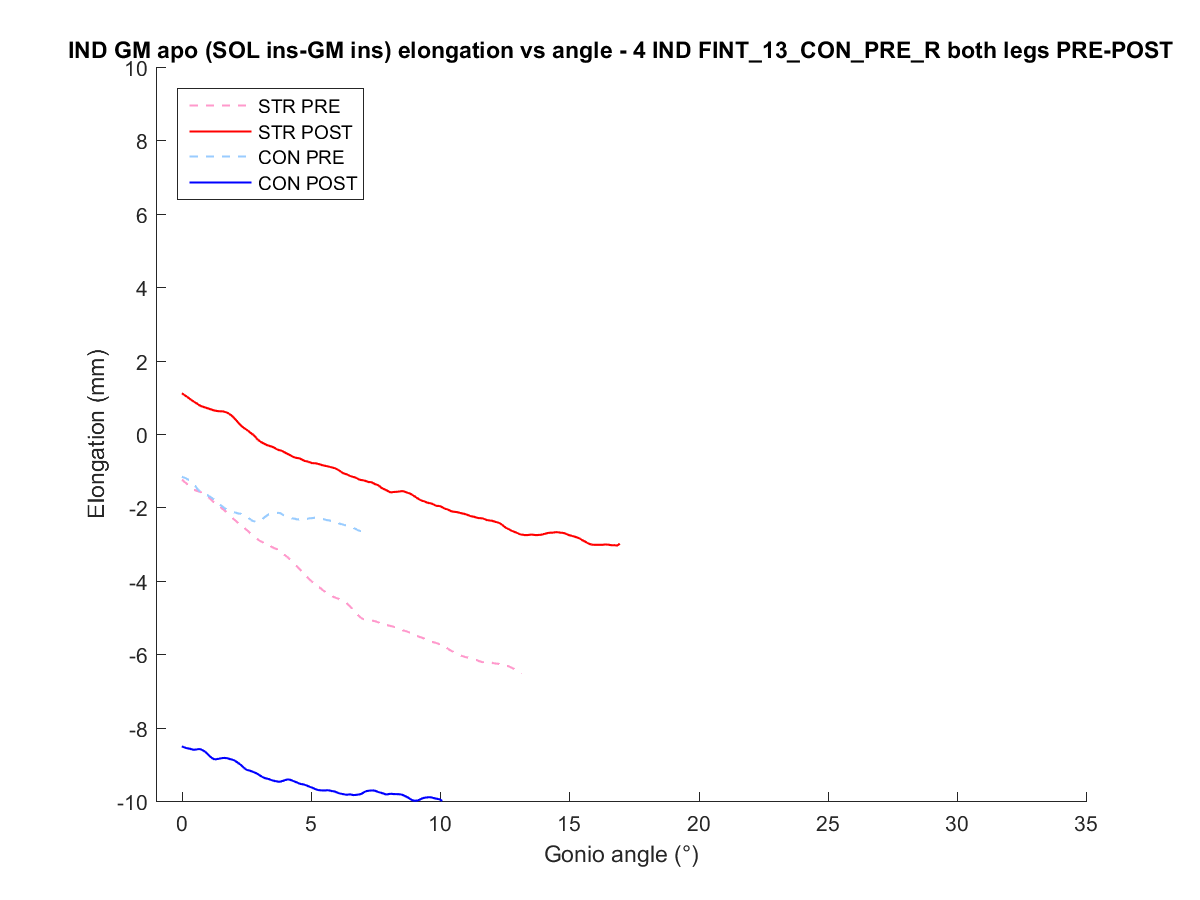 IND GM apo (SOL ins-GM ins) elongation vs angle - 4 IND FINT_13_CON_PRE_R both legs PRE-POST
STR PRE
STR POST
CON PRE
CON POST
10
8
6
4
2
0
-2
-4
-6
-8
-10
Elongation (mm)
0 5 10 15 20 25 30 35
Gonio angle (°)